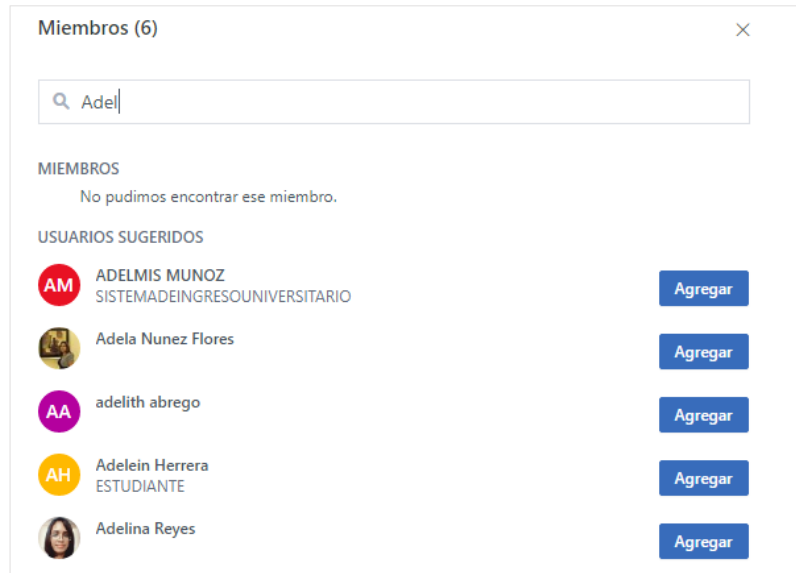 Miembros (6)
Adel
MIEMBROS
No pudimos encontrar ese miembro.
USUARIOS SUGERIDOS
AM
ADELMIS MUNOZ
SISTEMADEINGRESOUNIVERSITARIO
Agregar
Adela Nunez Flores
Agregar
AA
adelith abrego
Agregar
AH
Adelein Herrera
ESTUDIANTE
Agregar
Adelina Reyes
Agregar